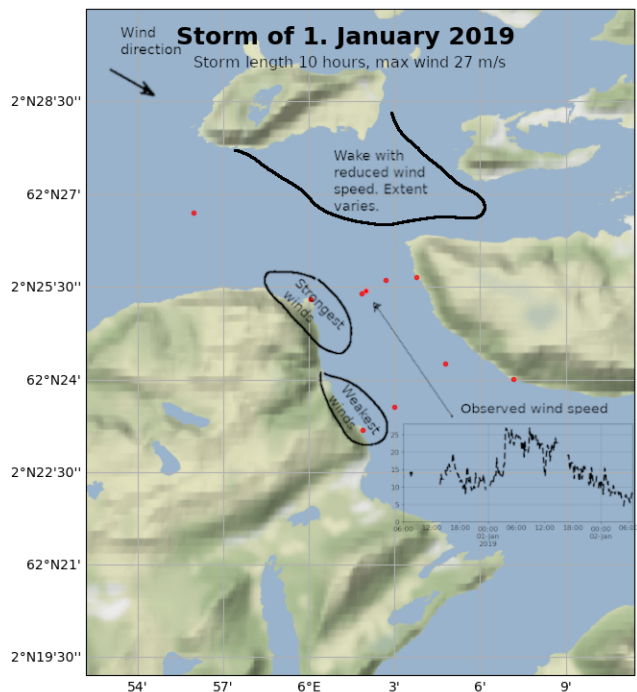 Storm of 1. January 2019
Storm length 10 hours, max wind 27 m/s
Wind
direction
2°N28'30''
62°N27'
2°N25'30''
62°N24'
2°N22'30''
62°N21'
2°N19'30''
Wake with
reduced wind
speed. Extent
varies.
Strongest
winds
Weakest
winds
Observed wind speed
25
20
15
10
5
0
06:00 12:00 18:00 00:00 06:00 12:00 18:00 00:00 06:0
01-Jan 02-Jan
2019
54' 57' 6°E 3' 6' 9'